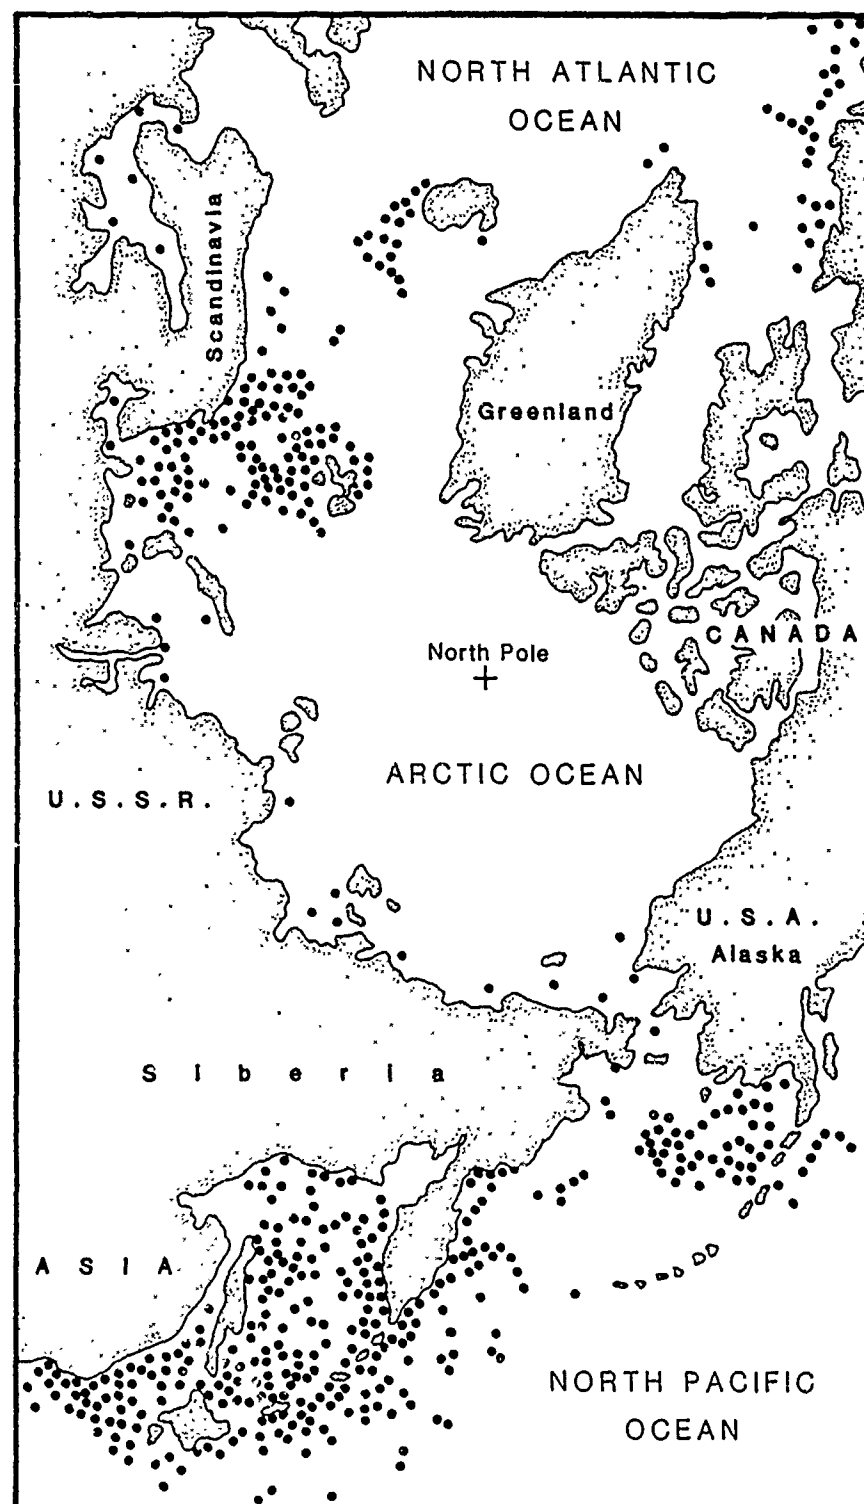 NORTH ATLANTIC
OCEAN
Scandinavia
Greenland
CANADA
North Pole
ARCTIC OCEAN
U.S.S.R.
U.S.A.
Alaska
Siberia
ASIA
NORTH PACIFIC
OCEAN